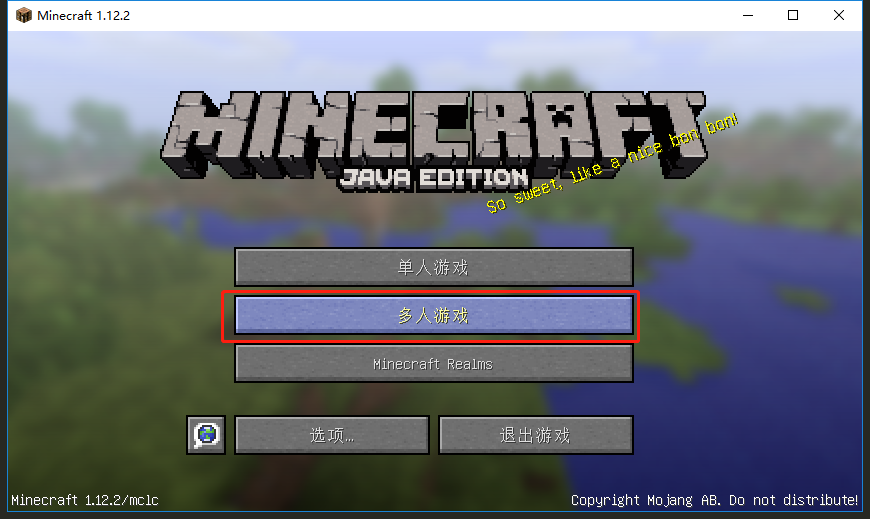 Minecraft 1.12.2
MINECRAFT
JAVA EDITION
So sweet, like a nice bon bon!
单人游戏
多人游戏
Minecraft Realms
选项...
退出游戏
Minecraft 1.12.2/mclc
Copyright Mojang AB. Do not distribute!